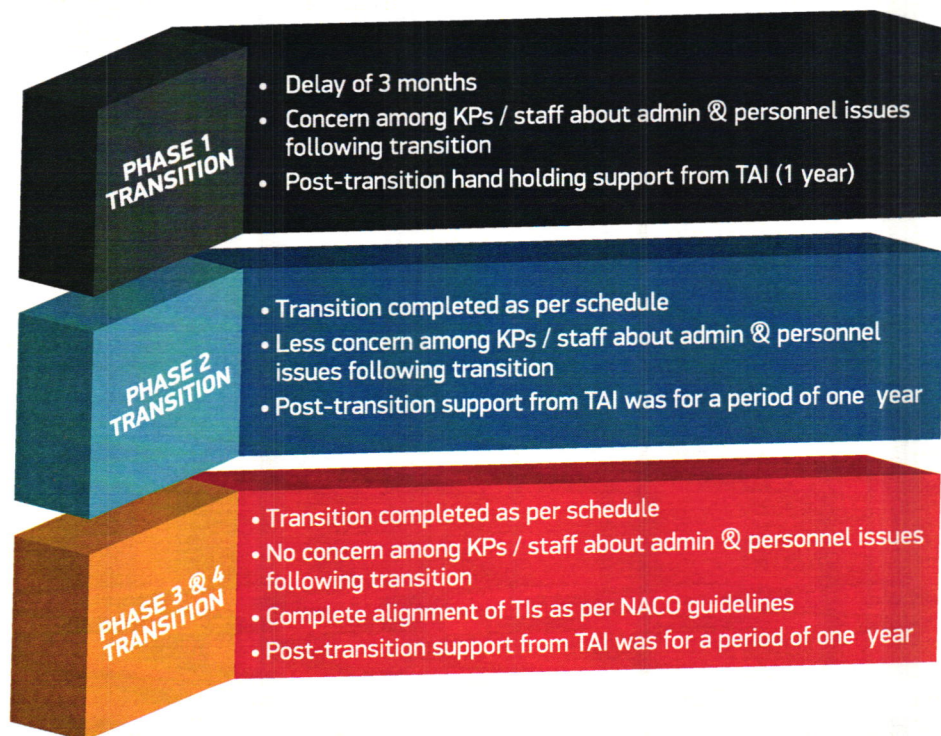 PHASE 1
TRANSITION
• Delay of 3 months
• Concern among KPs / staff about admin & personnel issues
following transition
• Post-transition hand holding support from TAI (1 year)
PHASE 2
TRANSITION
• Transition completed as per schedule
• Less concern among KPs / staff about admin & personnel
issues following transition
• Post-transition support from TAI was for a period of one year
PHASE 3 & 4
TRANSITION
• Transition completed as per schedule
• No concern among KPs / staff about admin & personnel issues
following transition
• Complete alignment of TIs as per NACO guidelines
• Post-transition support from TAI was for a period of one year